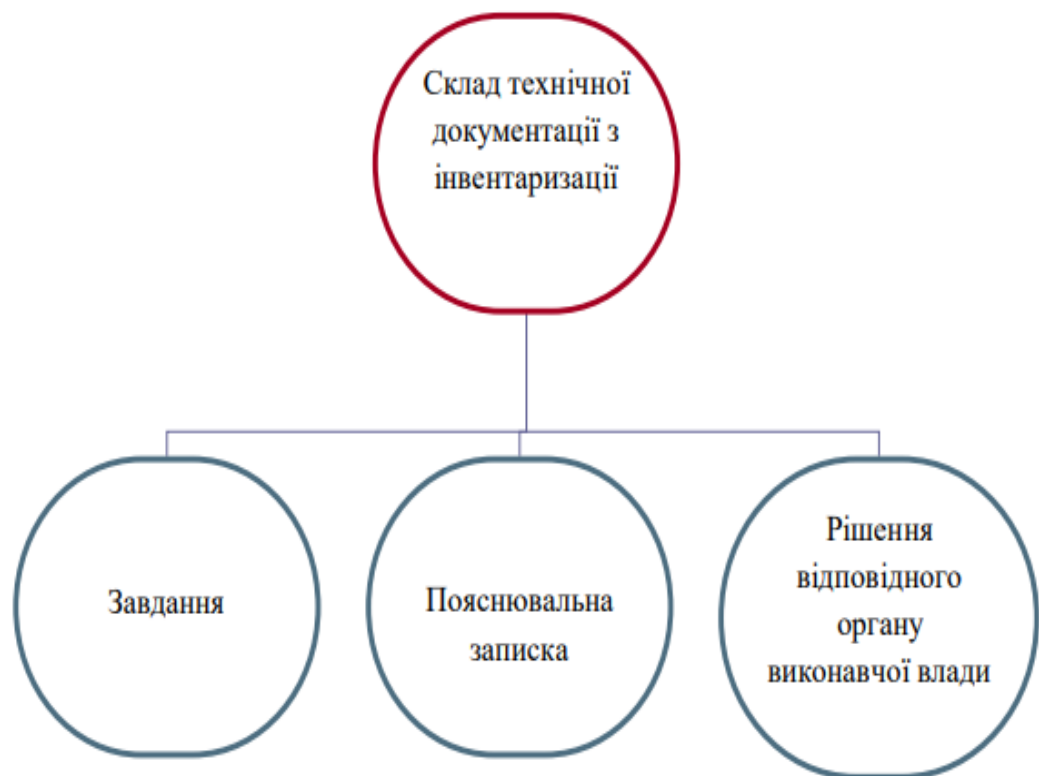 Склад технічної
документації з
інвентаризації
Завдання
Пояснювальна
записка
Рішення
відповідного
органу
виконавчої влади